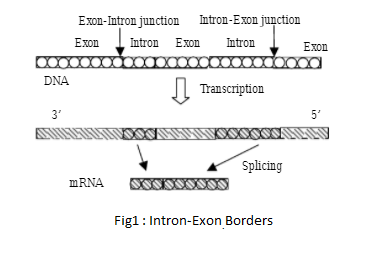 Exon-Intron junction Intron-Exon junction
Exon Intron Exon Intron Exon
DNA
Transcription
3' 5'
Splicing
mRNA
Fig1 : Intron-Exon Borders